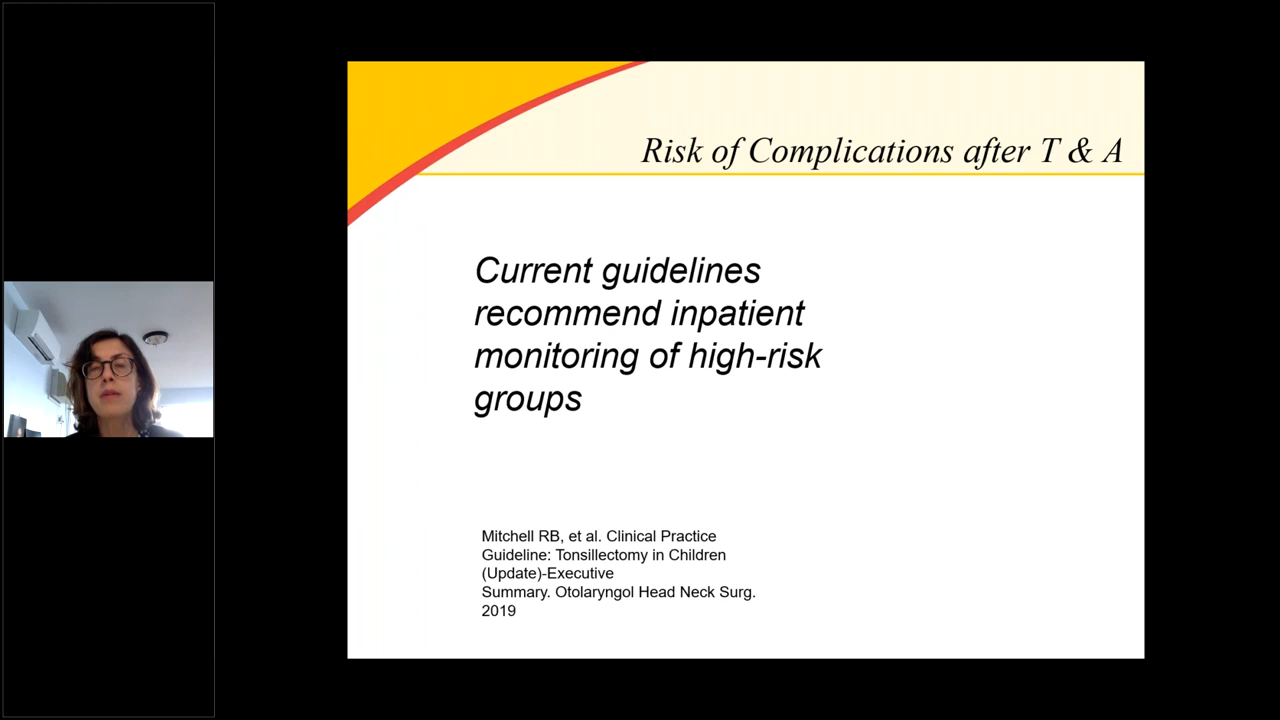 Risk of Complications after T & A
Current guidelines
recommend inpatient
monitoring of high-risk
groups
Mitchell RB, et al. Clinical Practice
Guideline: Tonsillectomy in Children
(Update)-Executive
Summary. Otolaryngol Head Neck Surg.
2019